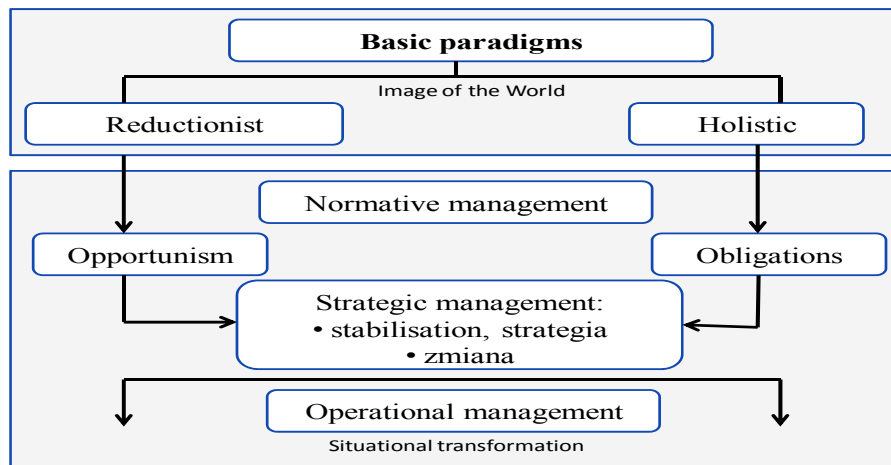 Basic paradigms
Image of the World
Reductionist
Holistic
Normative management
Opportunism
Obligations
Strategic management:
• stabilisation, strategia
• zmiana
Operational management
Situational transformation